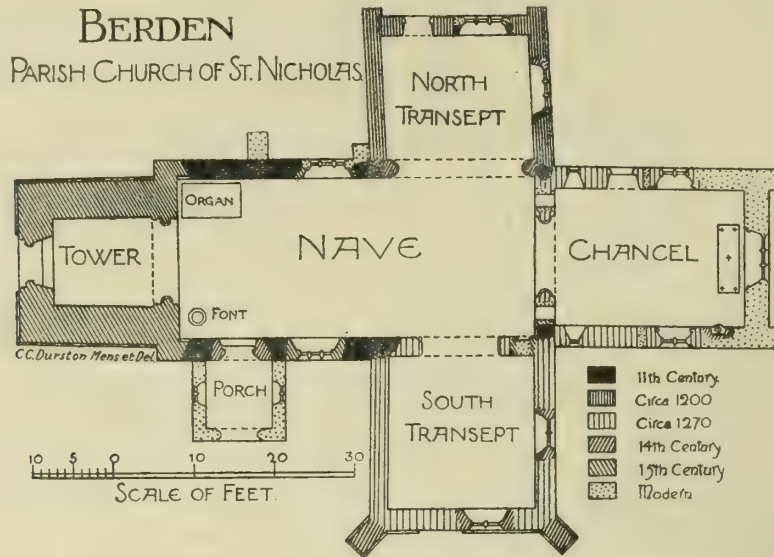 BERDEN
PARISH CHURCH OF ST. NICHOLAS.
NORTH
TRANSEPT
ORGAN
TOWER
NAVE
CHANCEL
FONT
C.C. Durston Mens et Del.
PORCH
SOUTH
TRANSEPT
11th Century.
Circa 1200
Circa 1270
14th Century
15th Century
Modern
10 5 0 10 20 30
SCALE OF FEET.